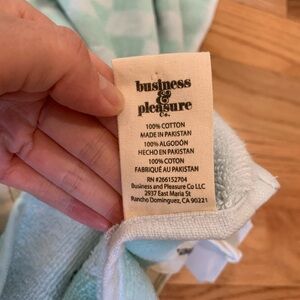 business
&
pleasure
Co.
100% COTTON
MADE IN PAKISTAN
100% ALGODÓN
HECHO EN PAKISTAN
100% COTON
FABRIQUÉ AU PAKISTAN
RN #266152704
Business and Pleasure Co LLC
2937 East Maria St
Rancho Dominguez, CA 90221